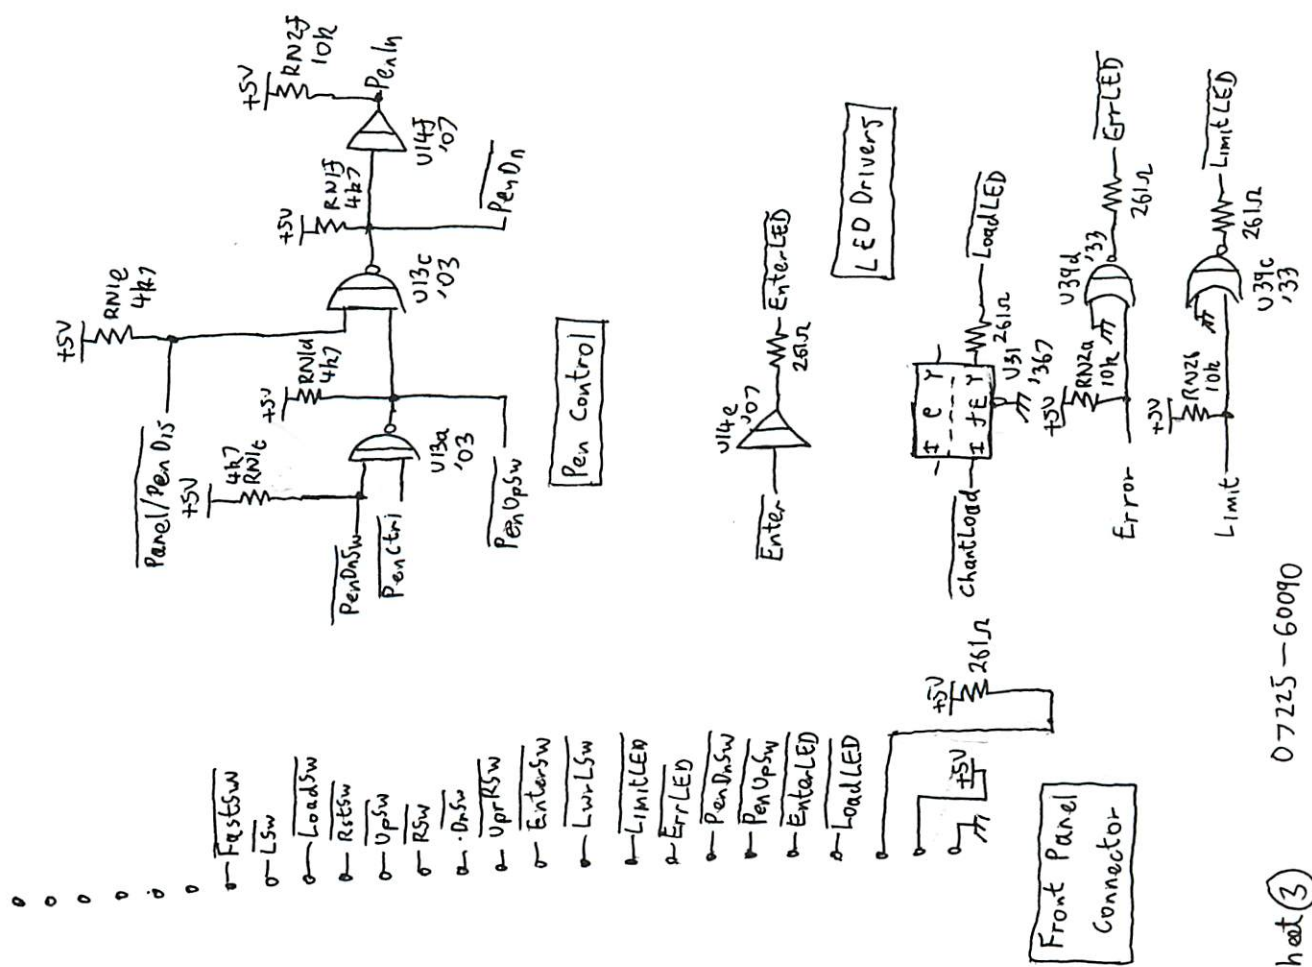 FastSw
LSw
LoadSw
RstSw
UpSw
RSw
DnSw
UprRSw
EnterSw
LwrLSw
LimitLED
ErrLED
PenDnSw
PenUpSw
EnterLED
LoadLED
+5V
+5V
261Ω
Front Panel
Connector
Panel/Pen Dis
+5V
RN1e
4k7
+5V
4k7
RN1c
PenDnSw
PenCtrl
U13a
'03
+5V
RN1d
4k7
PenUpSw
U13c
'03
+5V
RN1f
4k7
PenDn
U14f
'07
+5V
RN2f
10k
PenIn
Pen Control
Enter
U14e
'07
261Ω
EnterLED
LED Drivers
ChartLoad
I e Y
I f E Y
U31
'367
261Ω
LoadLED
Error
+5V
RN2a
10k
U39d
'33
261Ω
ErrLED
Limit
+5V
RN2b
10k
U39c
'33
261Ω
LimitLED
heet 3
07225-60090